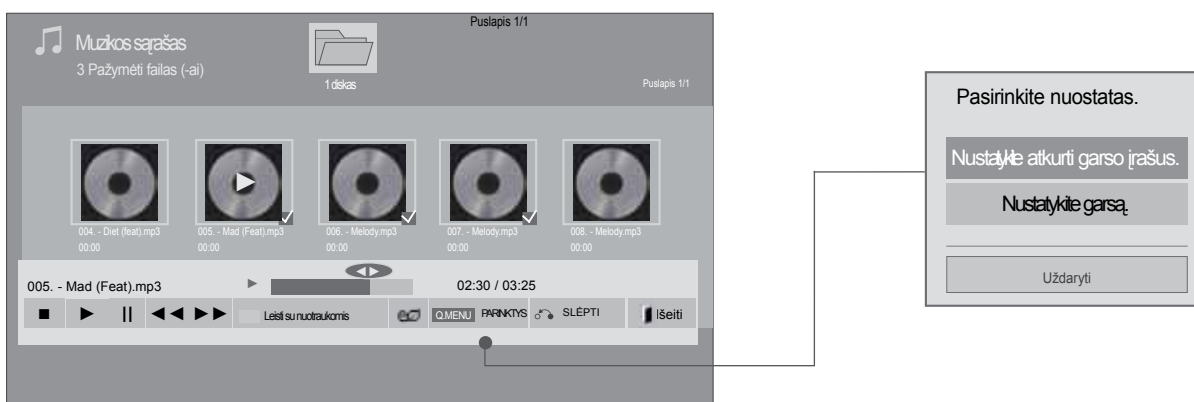 Puslapis 1/1
Muzikos sąrašas
3 Pažymėti failas (-ai)
1 diskas
Puslapis 1/1
004. - Diet (feat).mp3
00:00
005. - Mad (Feat).mp3
00:00
006. - Melody.mp3
00:00
007. - Melody.mp3
00:00
008. - Melody.mp3
00:00
005. - Mad (Feat).mp3
02:30 / 03:25
Leisti su nuotraukomis
Q.MENU PARINKTYS
SLĖPTI
Išeiti
Pasirinkite nuostatas.
Nustatykite atkurti garso įrašus.
Nustatykite garsą.
Uždaryti